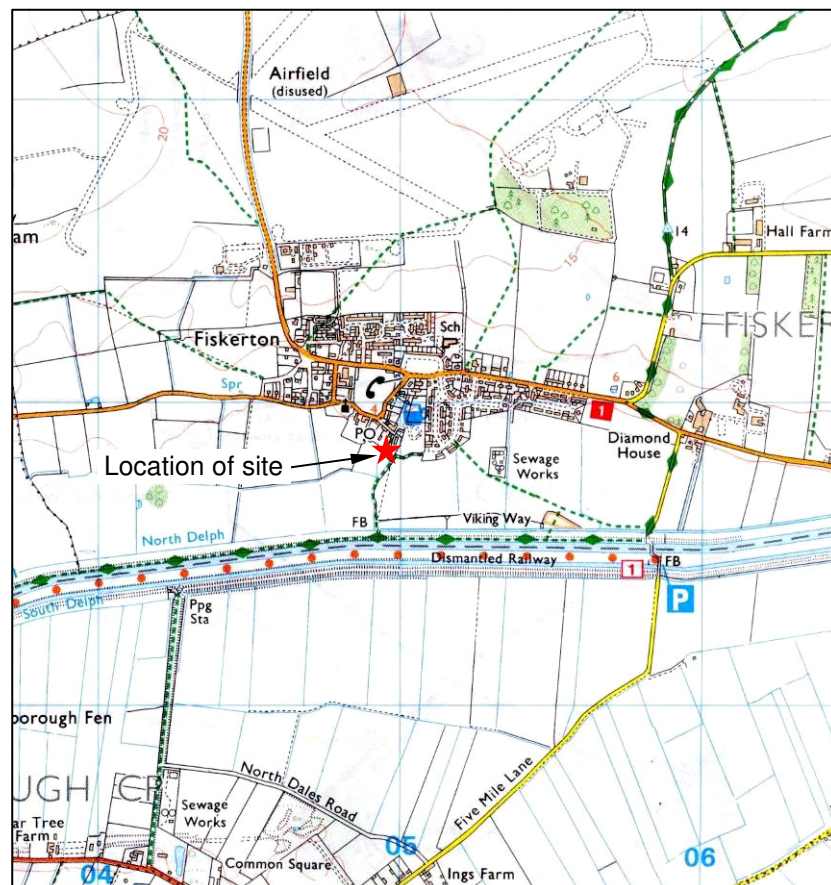 Airfield
(disused)
20
am
14
Hall Farm
15
Fiskerton
Sch
FISKER
Spr
6
4
1
PO
Diamond
House
Location of site
Sewage
Works
FB
Viking Way
North Delph
Dismantled Railway
1
FB
South Delph
P
Ppg
Sta
borough Fen
North Dales Road
Five Mile Lane
UGH CP
Sewage
Works
ar Tree
Farm
04
Common Square
05
Ings Farm
06